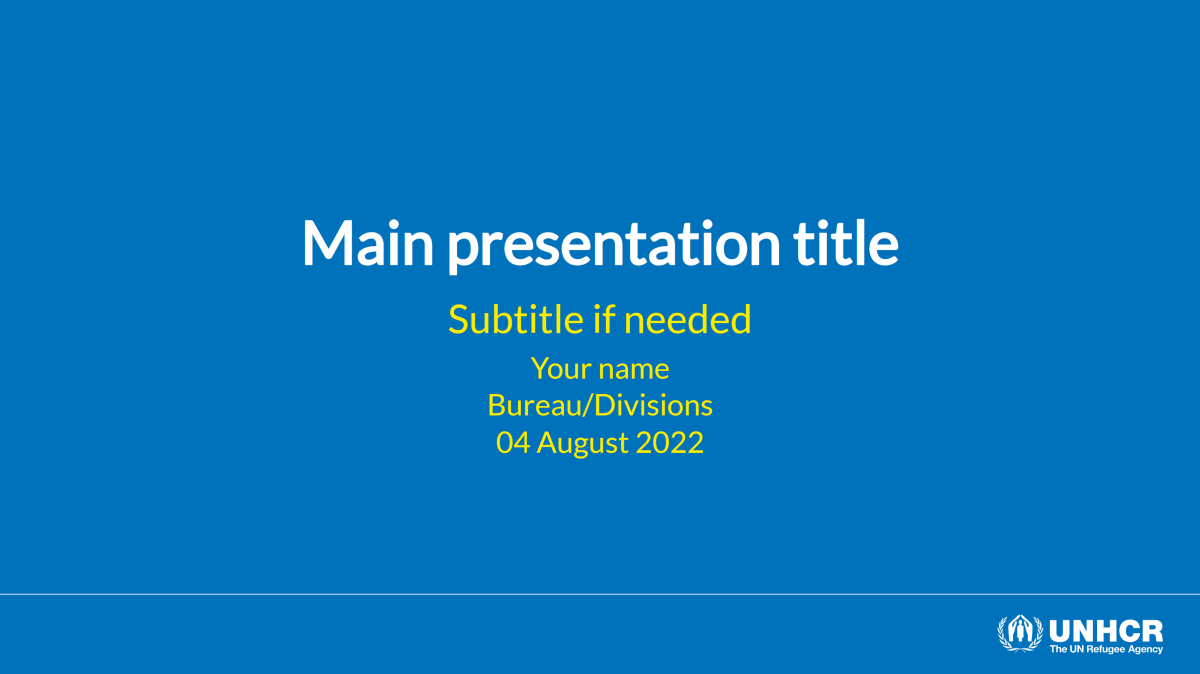 Main presentation title
Subtitle if needed
Your name
Bureau/Divisions
04 August 2022
UNHCR
The UN Refugee Agency